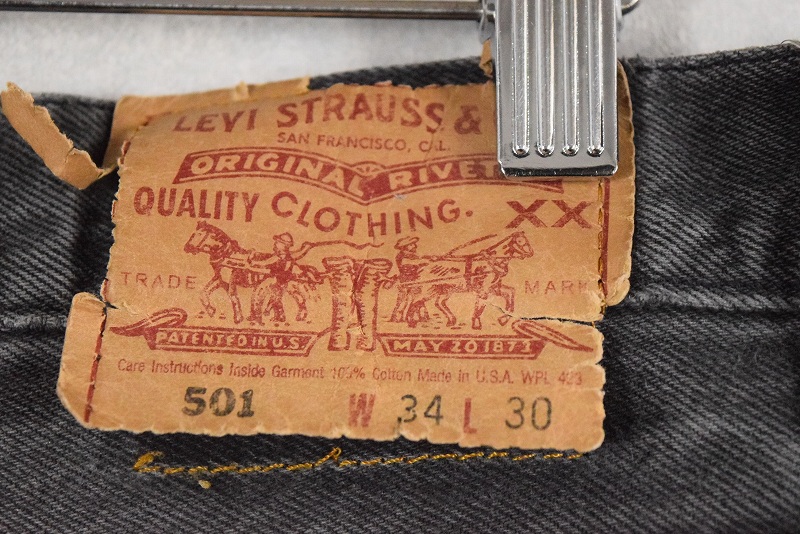 LEVI STRAUSS &
SAN FRANCISCO, CAL.
ORIGINAL RIVETE
QUALITY CLOTHING.
XX
TRADE MARK
PATENTED IN U.S. MAY 20 1873
Care Instructions Inside Garment 100% Cotton Made in U.S.A. WPL 423
501 W 34 L 30